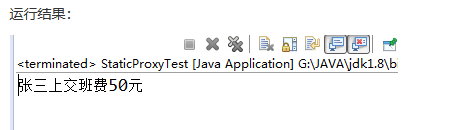 运行结果:
<terminated> StaticProxyTest [Java Application] G:\JAVA\jdk1.8\b
张三上交班费50元